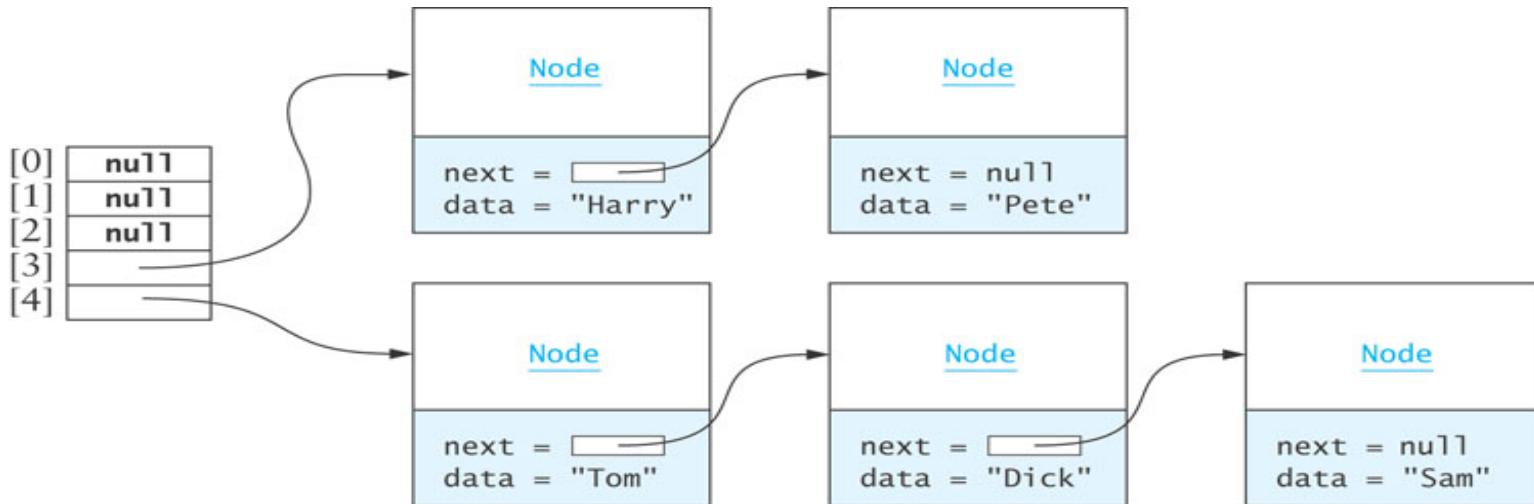 [0] null
[1] null
[2] null
[3]
[4]
Node
next =
data = "Harry"
Node
next = null
data = "Pete"
Node
next =
data = "Tom"
Node
next =
data = "Dick"
Node
next = null
data = "Sam"